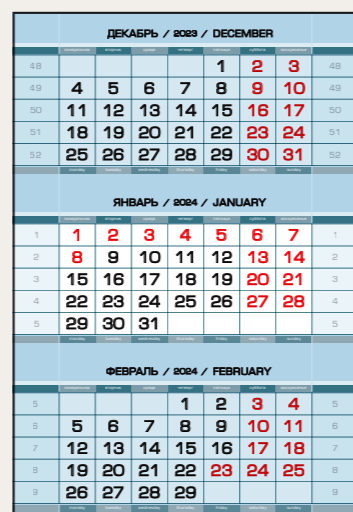 ДЕКАБРЬ / 2023 / DECEMBER
48 1 2 3 48
49 4 5 6 7 8 9 10 49
50 11 12 13 14 15 16 17 50
51 18 19 20 21 22 23 24 51
52 25 26 27 28 29 30 31 52
ЯНВАРЬ / 2024 / JANUARY
1 1 2 3 4 5 6 7 1
2 8 9 10 11 12 13 14 2
3 15 16 17 18 19 20 21 3
4 22 23 24 25 26 27 28 4
5 29 30 31 5
ФЕВРАЛЬ / 2024 / FEBRUARY
5 1 2 3 4 5
6 5 6 7 8 9 10 11 6
7 12 13 14 15 16 17 18 7
8 19 20 21 22 23 24 25 8
9 26 27 28 29 9